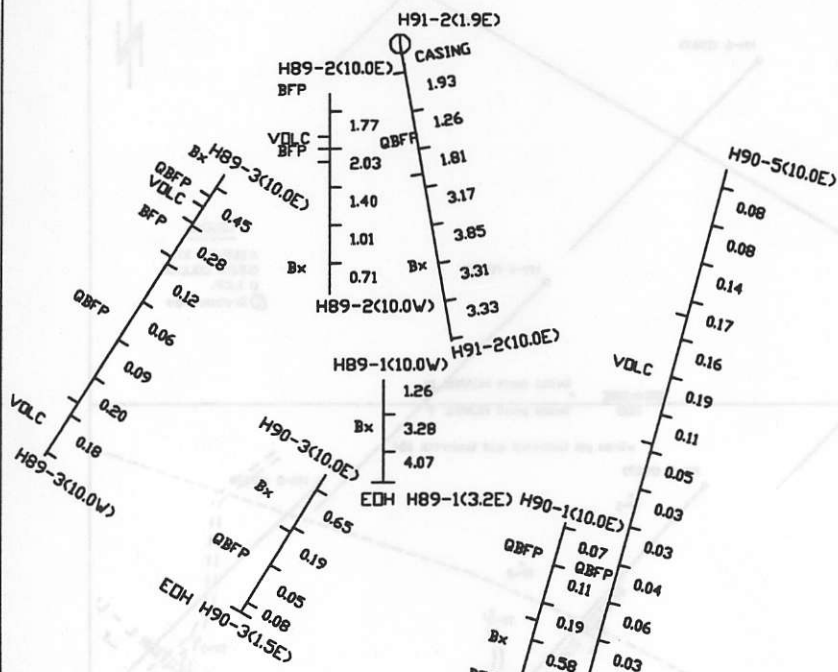 H91-2(1.9E)
CASING
1.93
1.26
QBFP
1.81
3.17
3.85
Bx
3.31
3.33
H91-2(10.0E)
H89-2(10.0E)
BFP
1.77
VOLC
BFP
2.03
1.40
1.01
Bx
0.71
H89-2(10.0W)
H89-3(10.0E)
Bx
QBFP
VOLC
0.45
BFP
0.28
0.12
QBFP
0.06
0.09
0.20
VOLC
0.18
H89-3(10.0W)
H89-1(10.0W)
1.26
Bx
3.28
4.07
EOH H89-1(3.2E)
H90-3(10.0E)
Bx
0.65
0.19
QBFP
0.05
0.08
EOH H90-3(1.5E)
H90-1(10.0E)
QBFP
0.07
0.11
0.19
Bx
0.58
H90-5(10.0E)
0.08
0.08
0.14
0.17
0.16
VOLC
0.19
0.11
0.05
0.03
0.03
QBFP
0.04
0.06
0.03